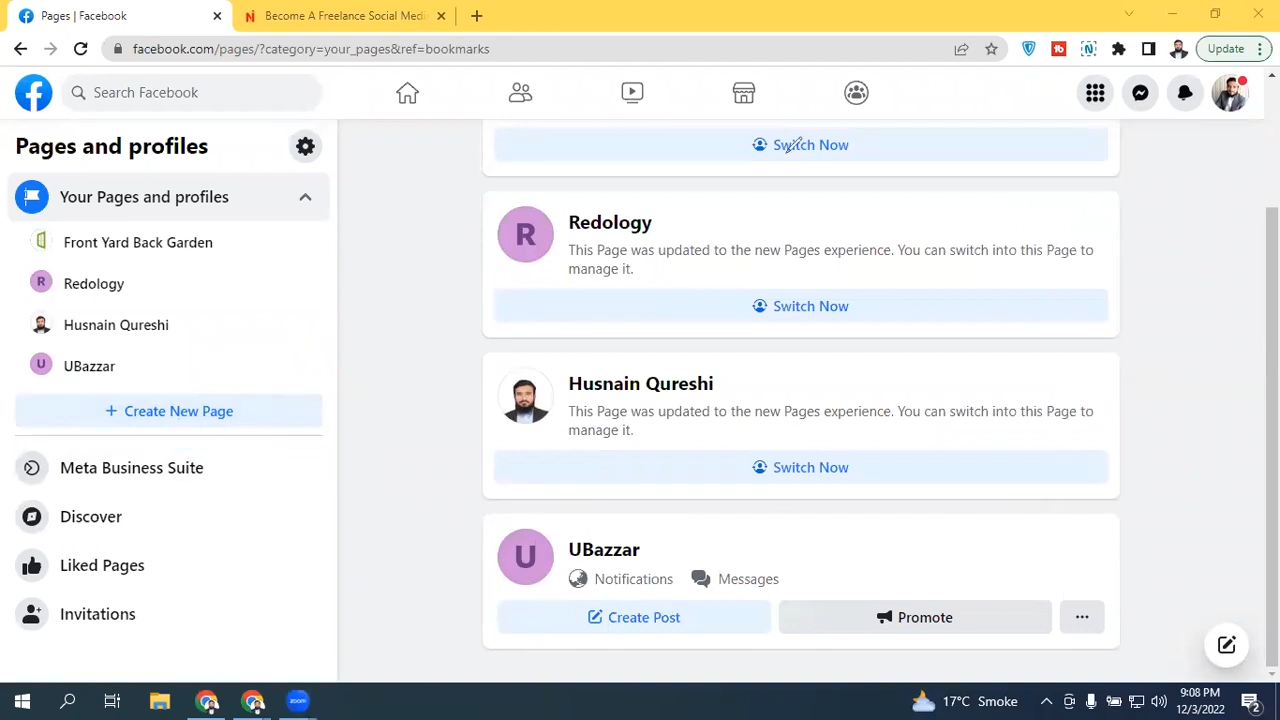 Pages | Facebook
Become A Freelance Social Medi
facebook.com/pages/?category=your_pages&ref=bookmarks
Update
Search Facebook
Pages and profiles
Your Pages and profiles
Front Yard Back Garden
R
Redology
Husnain Qureshi
U
UBazzar
+ Create New Page
Meta Business Suite
Discover
Liked Pages
Invitations
Switch Now
R
Redology
This Page was updated to the new Pages experience. You can switch into this Page to
manage it.
Switch Now
Husnain Qureshi
This Page was updated to the new Pages experience. You can switch into this Page to
manage it.
Switch Now
U
UBazzar
Notifications
Messages
Create Post
Promote
zoom
17°C Smoke
9:08 PM
12/3/2022
2